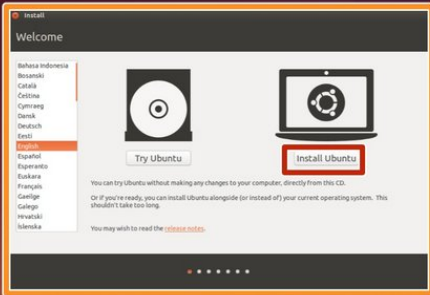 Install
Welcome
Bahasa Indonesia
Bosanski
Català
Čeština
Cymraeg
Dansk
Deutsch
Eesti
English
Español
Esperanto
Euskara
Français
Gaeilge
Galego
Hrvatski
Íslenska
Try Ubuntu
Install Ubuntu
You can try Ubuntu without making any changes to your computer, directly from this CD.
Or if you're ready, you can install Ubuntu alongside (or instead of) your current operating system. This
shouldn't take too long.
You may wish to read the release notes.